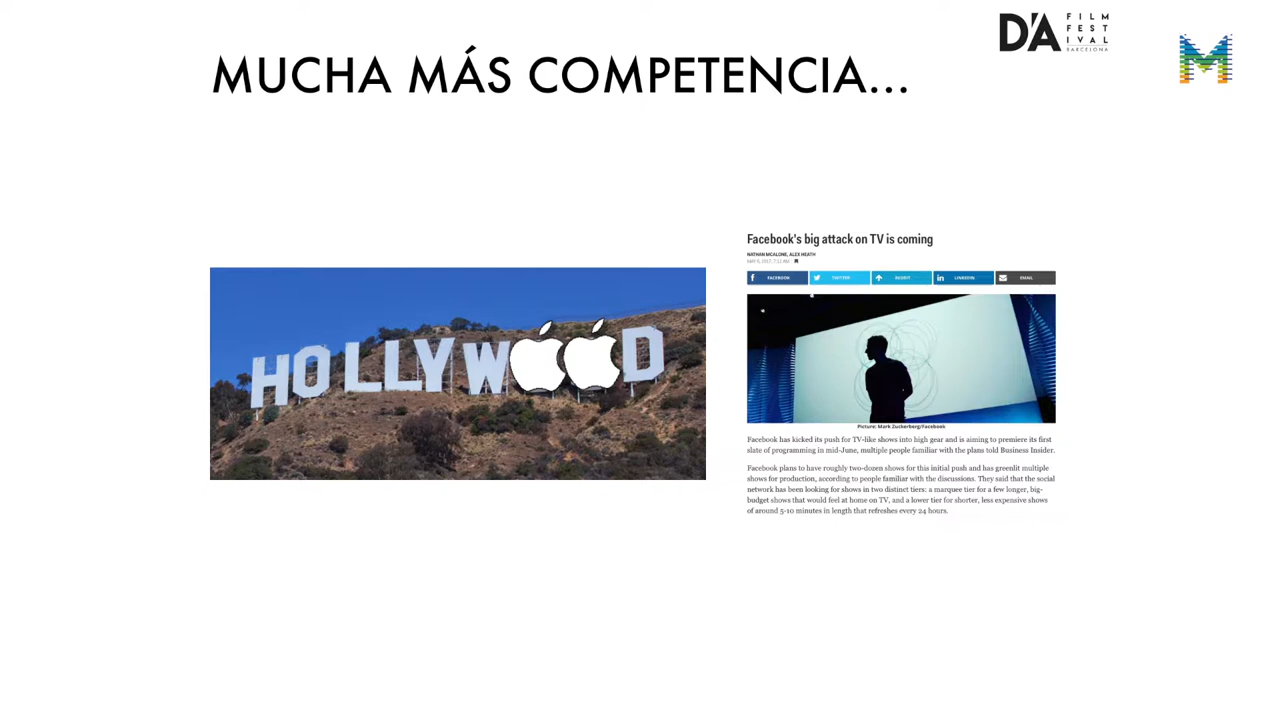 D'A FILM
FEST
IVAL
BARCELONA
MUCHA MÁS COMPETENCIA...
HOLLYW D
Facebook's big attack on TV is coming
NATHAN MCALONE, ALEX HEATH
MAY 6, 2017, 7:11 AM
FACEBOOK TWITTER REDDIT LINKEDIN EMAIL
Picture: Mark Zuckerberg/Facebook
Facebook has kicked its push for TV-like shows into high gear and is aiming to premiere its first
slate of programming in mid-June, multiple people familiar with the plans told Business Insider.
Facebook plans to have roughly two-dozen shows for this initial push and has greenlit multiple
shows for production, according to people familiar with the discussions. They said that the social
network has been looking for shows in two distinct tiers: a marquee tier for a few longer, big-
budget shows that would feel at home on TV, and a lower tier for shorter, less expensive shows
of around 5-10 minutes in length that refreshes every 24 hours.